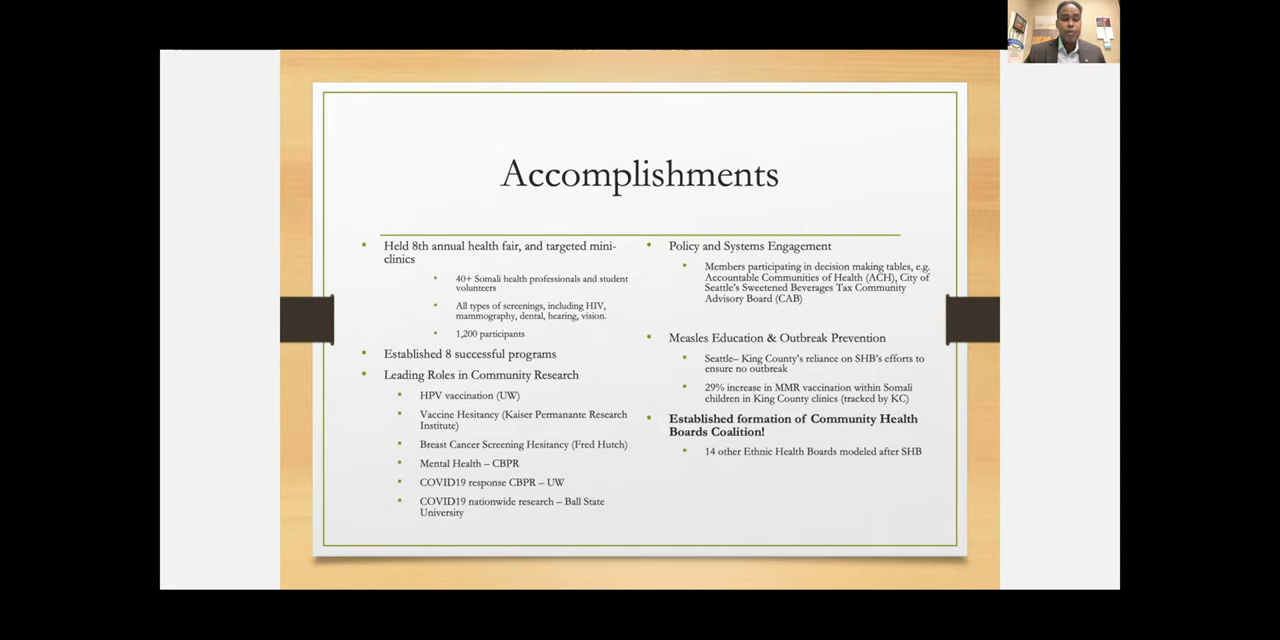 Accomplishments
Held 8th annual health fair, and targeted mini-
clinics
40+ Somali health professionals and student
volunteers
All types of screenings, including HIV,
mammography, dental, hearing, vision.
1,200 participants
Established 8 successful programs
Leading Roles in Community Research
HPV vaccination (UW)
Vaccine Hesitancy (Kaiser Permanante Research
Institute)
Breast Cancer Screening Hesitancy (Fred Hutch)
Mental Health – CBPR
COVID19 response CBPR – UW
COVID19 nationwide research – Ball State
University
Policy and Systems Engagement
Members participating in decision making tables, e.g.
Accountable Communities of Health (ACH), City of
Seattle's Sweetened Beverages Tax Community
Advisory Board (CAB)
Measles Education & Outbreak Prevention
Seattle– King County's reliance on SHB's efforts to
ensure no outbreak
29% increase in MMR vaccination within Somali
children in King County clinics (tracked by KC)
Established formation of Community Health
Boards Coalition!
14 other Ethnic Health Boards modeled after SHB